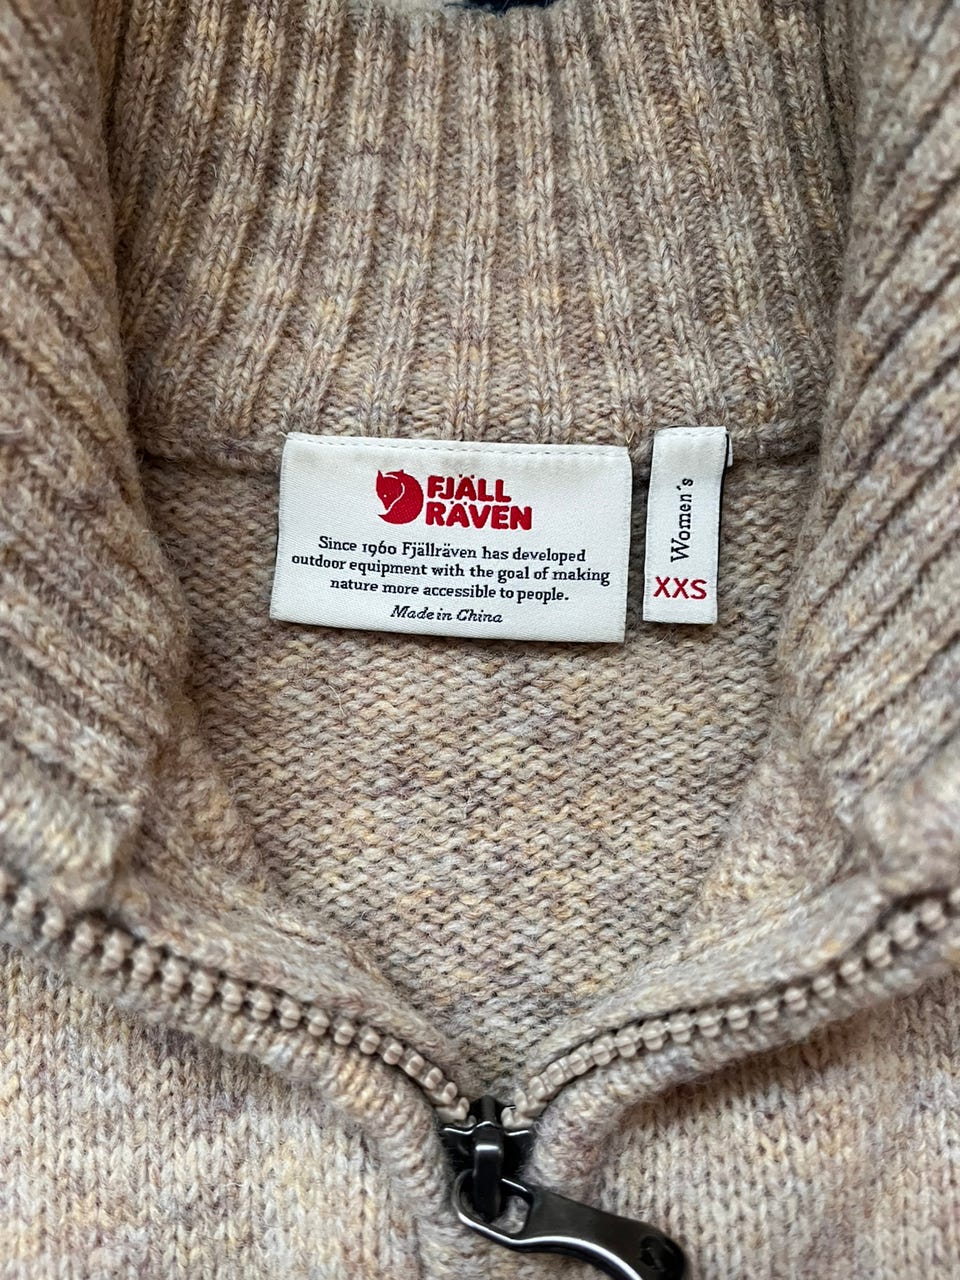 FJÄLL
RÄVEN
Since 1960 Fjällräven has developed
outdoor equipment with the goal of making
nature more accessible to people.
Made in China
Women´s
XXS